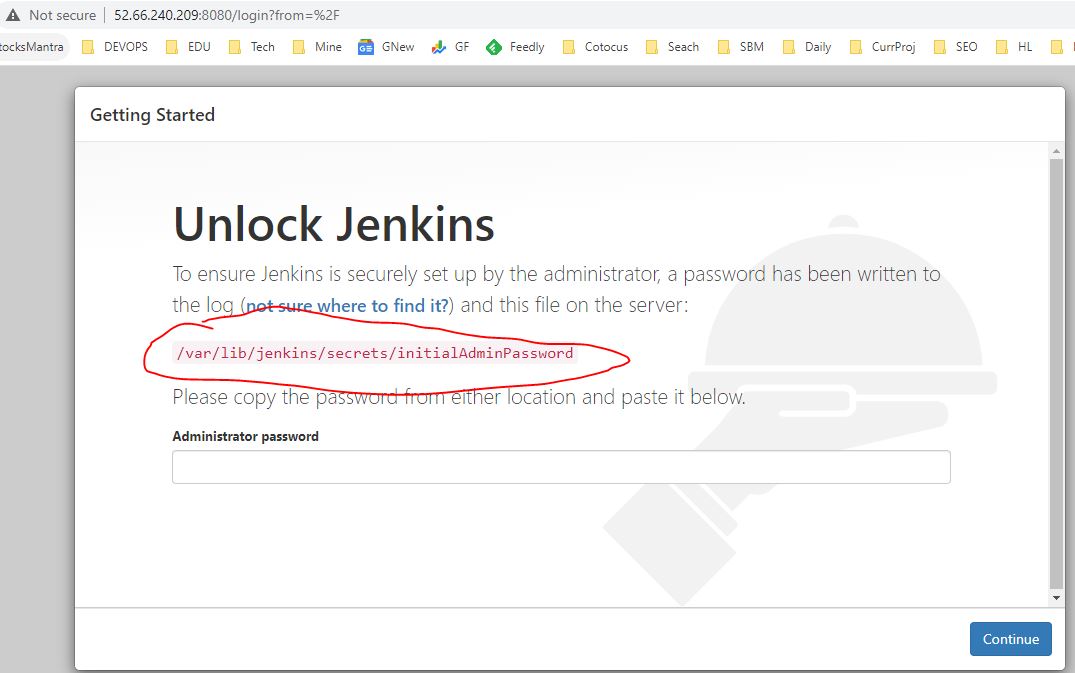 Not secure 52.66.240.209:8080/login?from=%2F
tocksMantra DEVOPS EDU Tech Mine GNew GF Feedly Cotocus Seach SBM Daily CurrProj SEO HL
Getting Started
Unlock Jenkins
To ensure Jenkins is securely set up by the administrator, a password has been written to
the log (not sure where to find it?) and this file on the server:
/var/lib/jenkins/secrets/initialAdminPassword
Please copy the password from either location and paste it below.
Administrator password
Continue